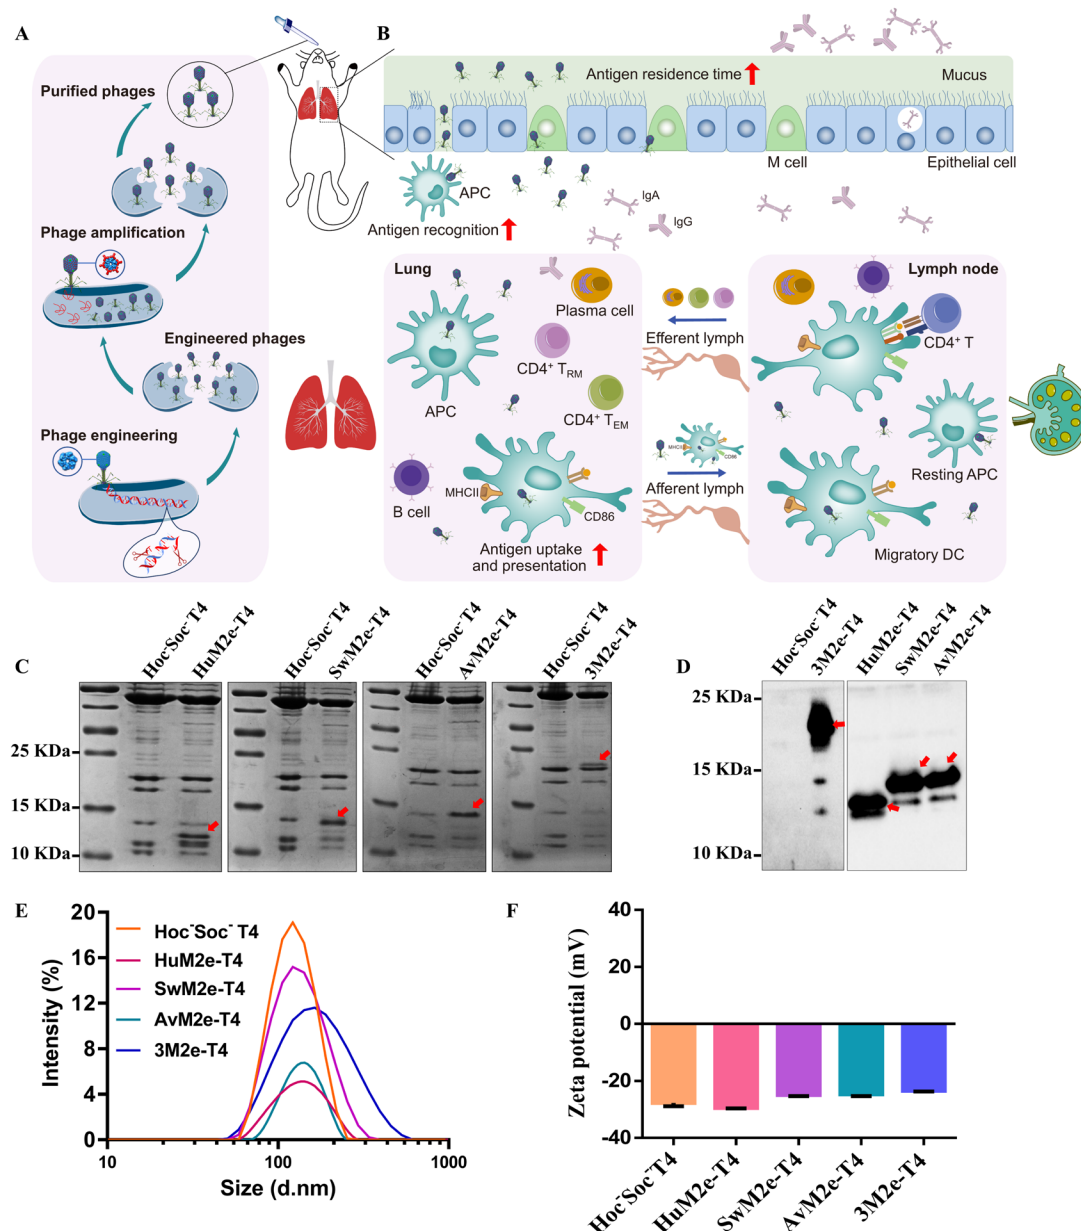 A
Purified phages
Phage amplification
Engineered phages
Phage engineering
B
Antigen residence time
Mucus
M cell
Epithelial cell
APC
IgA
IgG
Antigen recognition
Lung
Plasma cell
CD4⁺ T_RM
APC
CD4⁺ T_EM
B cell
MHCII
CD86
Antigen uptake
and presentation
Efferent lymph
MHCII
CD86
Afferent lymph
Lymph node
CD4⁺ T
Resting APC
Migratory DC
C
Hoc⁻Soc⁻T4
HuM2e-T4
Hoc⁻Soc⁻T4
SwM2e-T4
Hoc⁻Soc⁻T4
AvM2e-T4
Hoc⁻Soc⁻T4
3M2e-T4
25 KDa
15 KDa
10 KDa
D
Hoc⁻Soc⁻T4
3M2e-T4
HuM2e-T4
SwM2e-T4
AvM2e-T4
25 KDa
15 KDa
10 KDa
E
Intensity (%)
20
16
12
8
4
0
Hoc⁻Soc⁻ T4
HuM2e-T4
SwM2e-T4
AvM2e-T4
3M2e-T4
10
100
1000
Size (d.nm)
F
Zeta potential (mV)
40
20
0
-20
-40
Hoc⁻Soc⁻T4
HuM2e-T4
SwM2e-T4
AvM2e-T4
3M2e-T4